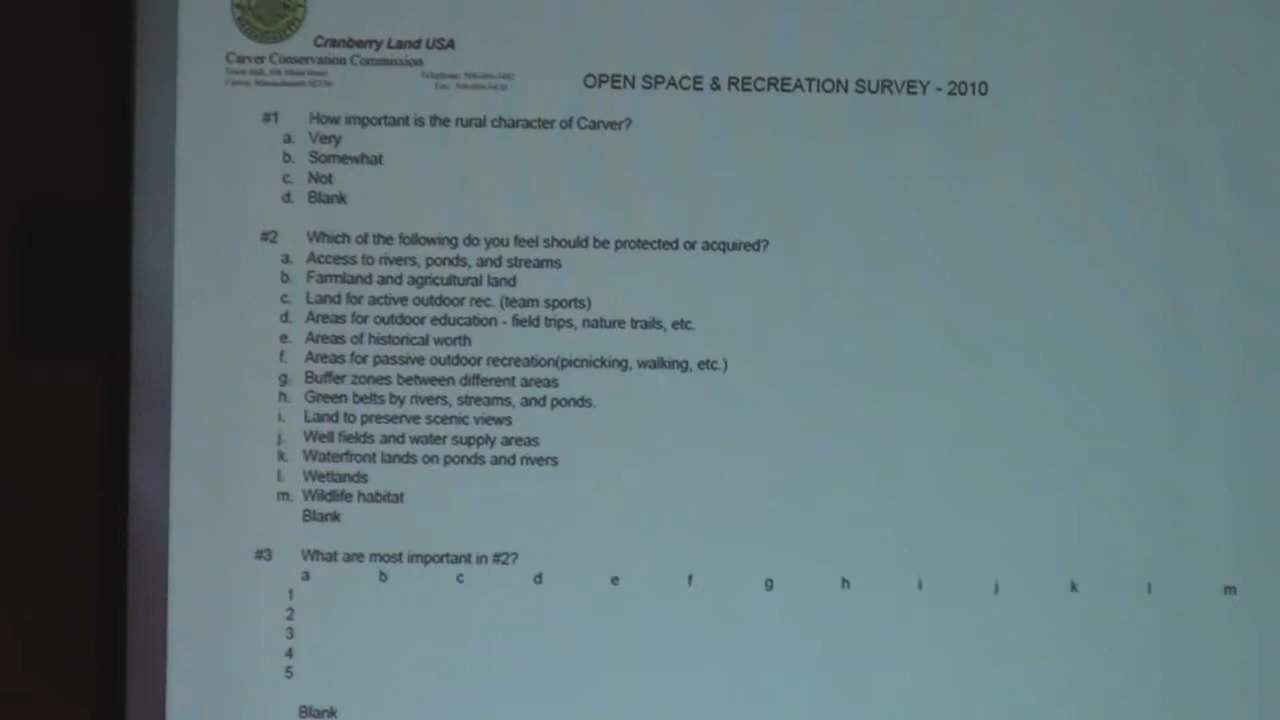 Cranberry Land USA
Carver Conservation Commission
OPEN SPACE & RECREATION SURVEY - 2010
#1 How important is the rural character of Carver?
a. Very
b. Somewhat
c. Not
d. Blank
#2 Which of the following do you feel should be protected or acquired?
a. Access to rivers, ponds, and streams
b. Farmland and agricultural land
c. Land for active outdoor rec. (team sports)
d. Areas for outdoor education - field trips, nature trails, etc.
e. Areas of historical worth
f. Areas for passive outdoor recreation(picnicking, walking, etc.)
g. Buffer zones between different areas
h. Green belts by rivers, streams, and ponds.
i. Land to preserve scenic views
j. Well fields and water supply areas
k. Waterfront lands on ponds and rivers
l. Wetlands
m. Wildlife habitat
Blank
#3 What are most important in #2?
a b c d e f g h i j k l m
1
2
3
4
5
Blank